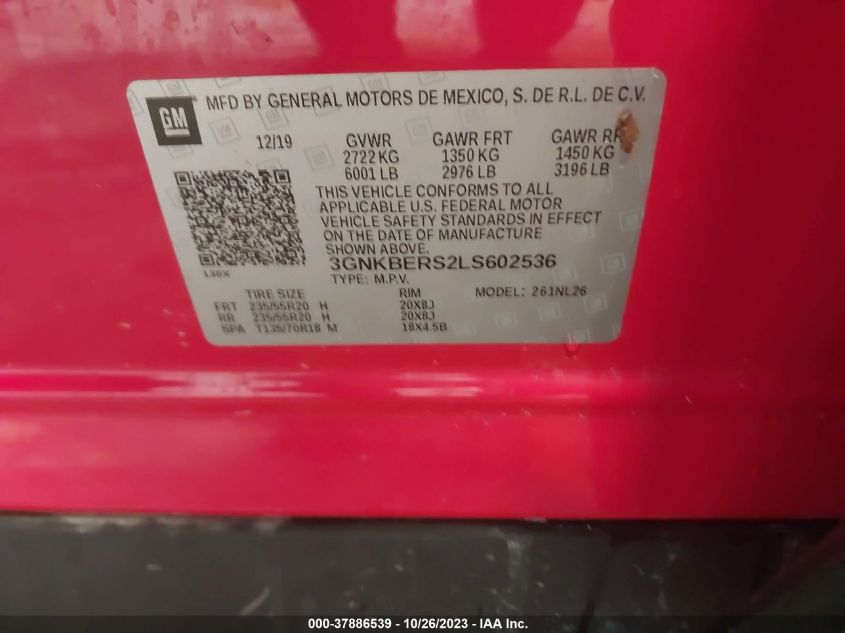 GM MFD BY GENERAL MOTORS DE MEXICO, S. DE R.L. DE C.V.
12/19 GVWR GAWR FRT GAWR RR
2722 KG 1350 KG 1450 KG
6001 LB 2976 LB 3196 LB
THIS VEHICLE CONFORMS TO ALL
APPLICABLE U.S. FEDERAL MOTOR
VEHICLE SAFETY STANDARDS IN EFFECT
ON THE DATE OF MANUFACTURE
SHOWN ABOVE.
138X 3GNKBERS2LS602536
TYPE: M.P.V.
TIRE SIZE RIM MODEL: 261NL26
FRT 235/55R20 H 20X8J
RR 235/55R20 H 20X8J
SPA T135/70R18 M 18X4.5B
000-37886539 - 10/26/2023 - IAA, Inc.